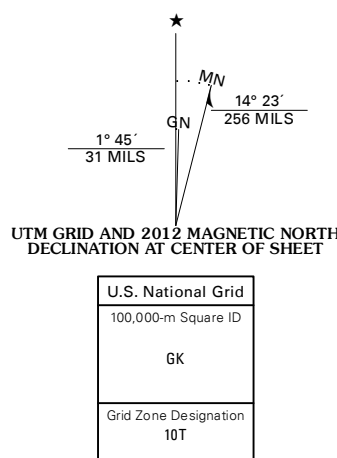 ★
MN
GN
14° 23´
256 MILS
1° 45´
31 MILS
UTM GRID AND 2012 MAGNETIC NORTH
DECLINATION AT CENTER OF SHEET
U.S. National Grid
100,000-m Square ID
GK
Grid Zone Designation
10T